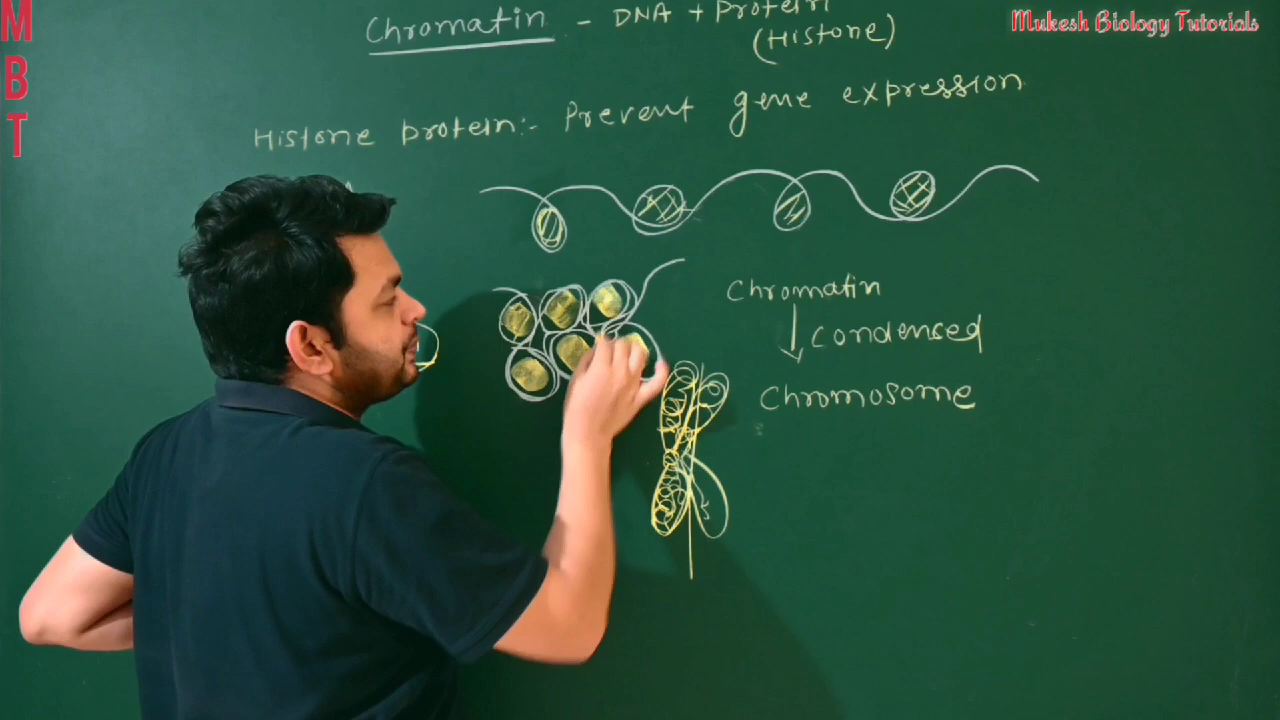 Chromatin - DNA + Protein
(Histone)
Mukesh Biology Tutorials
M
B
T
Histone protein:- Prevent gene expression
Chromatin
condensed
Chromosome